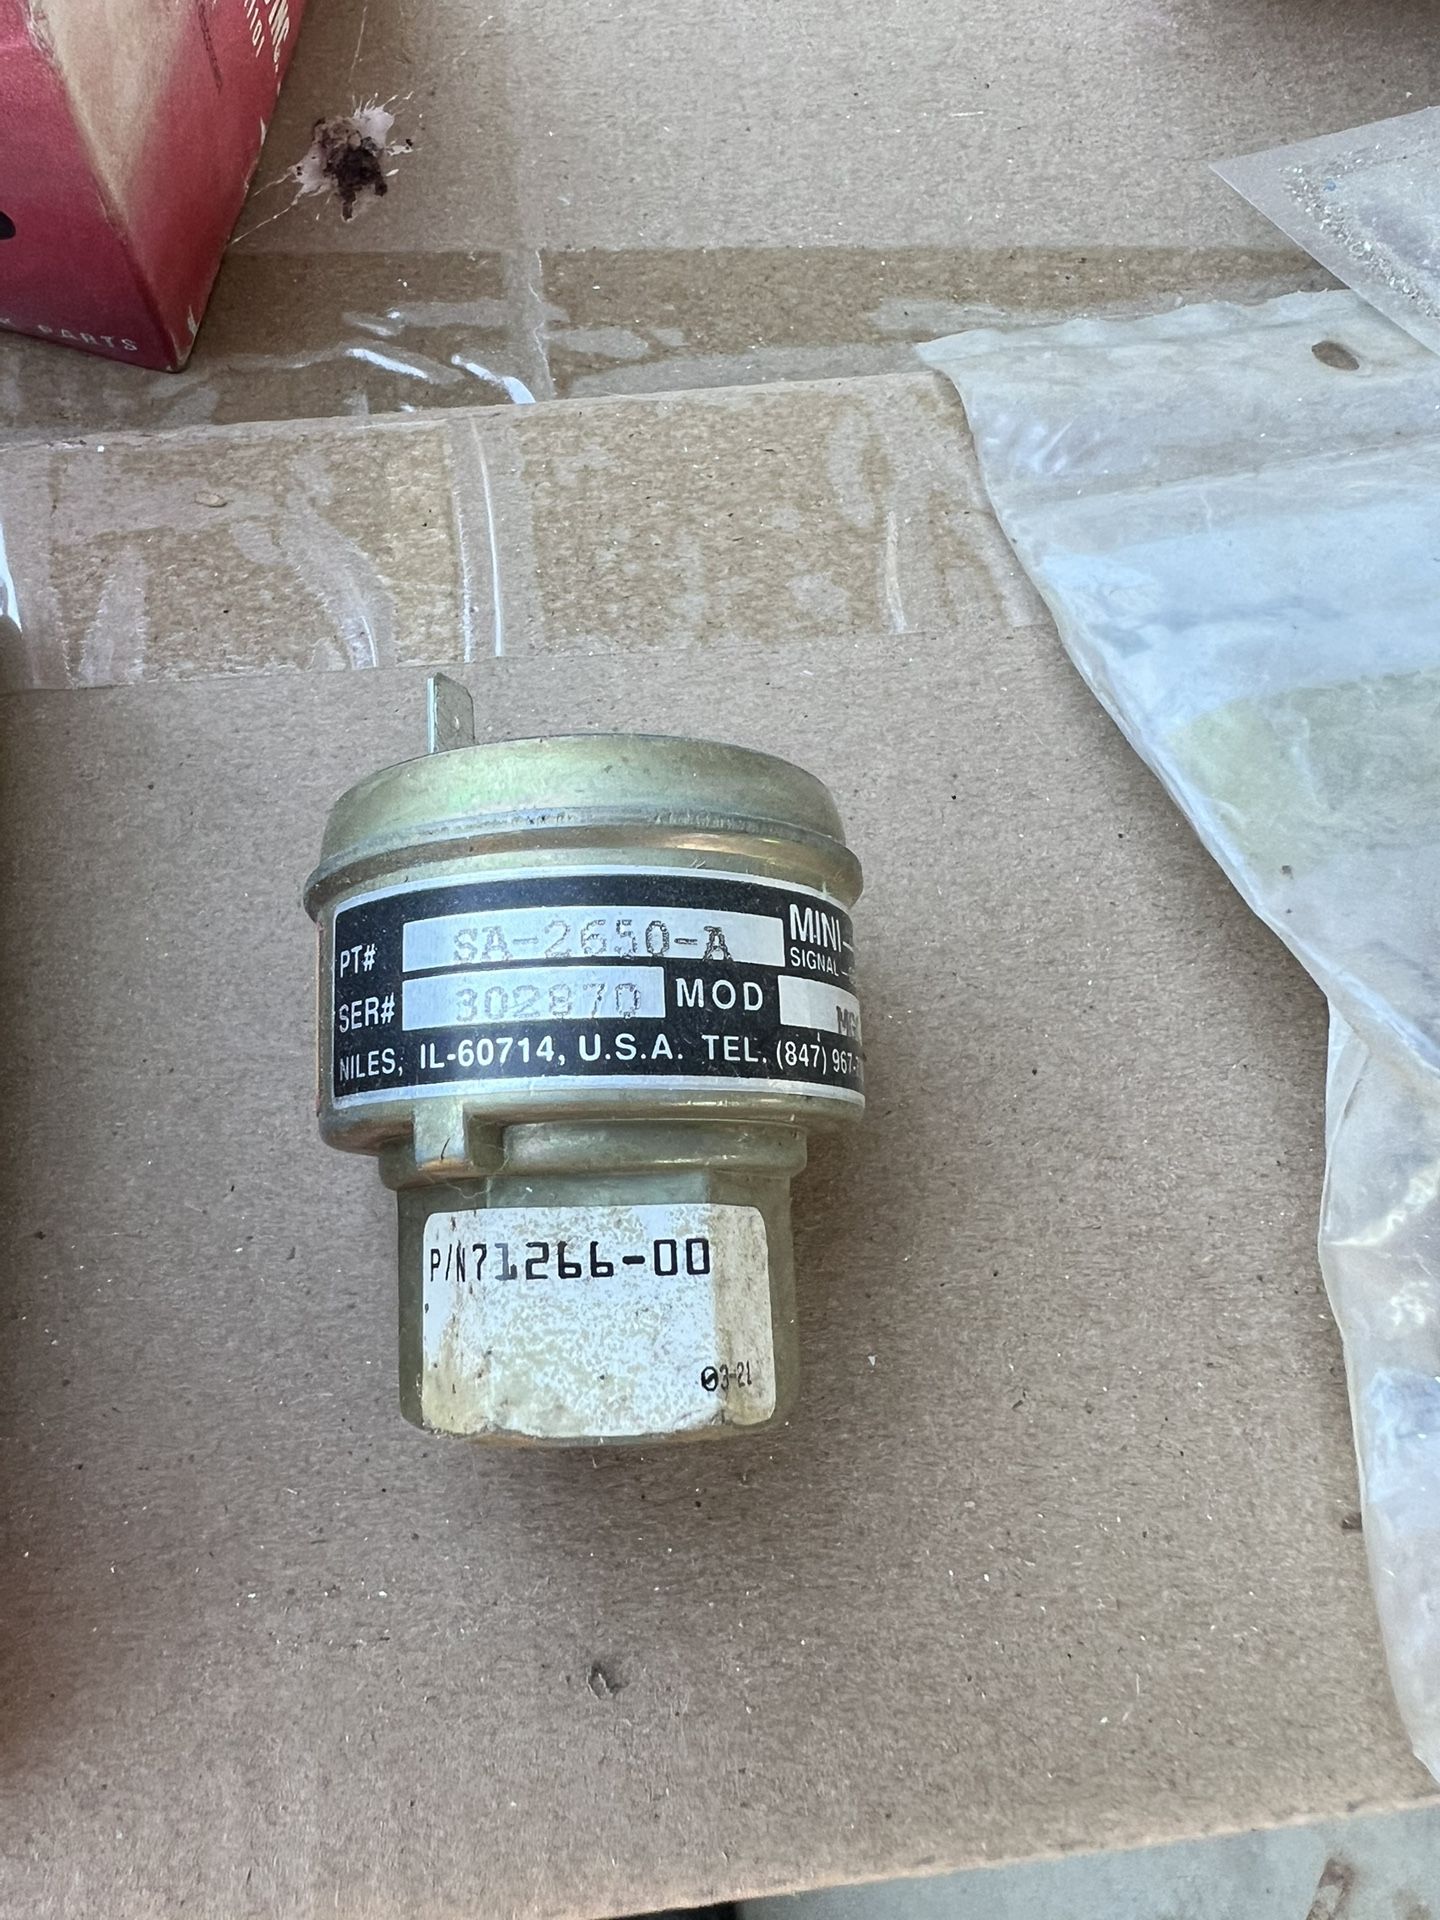 INC.
PARTS
PT# SA-2650-A MINI-
SIGNAL-
SER# 302870 MOD
NILES, IL-60714, U.S.A. TEL. (847) 967-
P/N71266-00
03-21